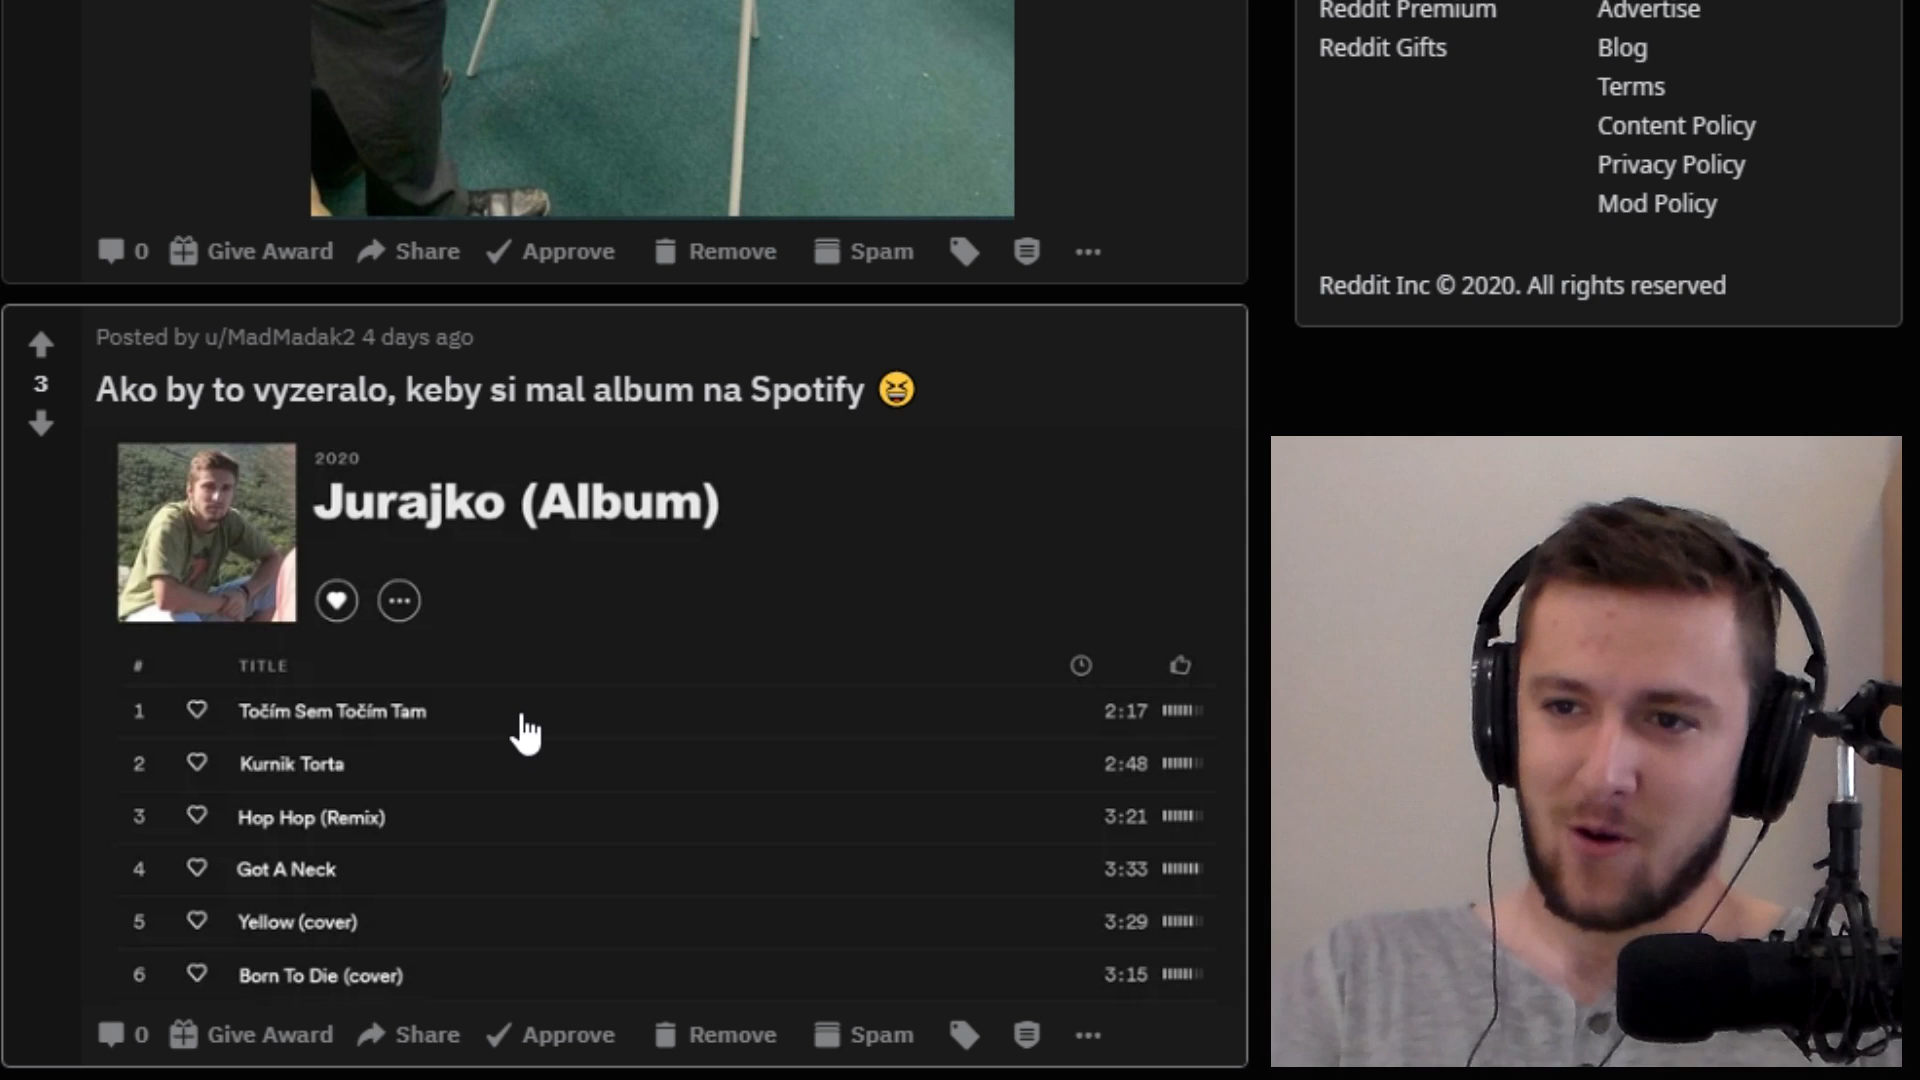 Reddit Premium
Advertise
Reddit Gifts
Blog
Terms
Content Policy
Privacy Policy
Mod Policy
Reddit Inc © 2020. All rights reserved
0 Give Award Share Approve Remove Spam
Posted by u/MadMadak2 4 days ago
3
Ako by to vyzeralo, keby si mal album na Spotify
2020
Jurajko (Album)
# TITLE
1 Točím Sem Točím Tam 2:17
2 Kurnik Torta 2:48
3 Hop Hop (Remix) 3:21
4 Got A Neck 3:33
5 Yellow (cover) 3:29
6 Born To Die (cover) 3:15
0 Give Award Share Approve Remove Spam